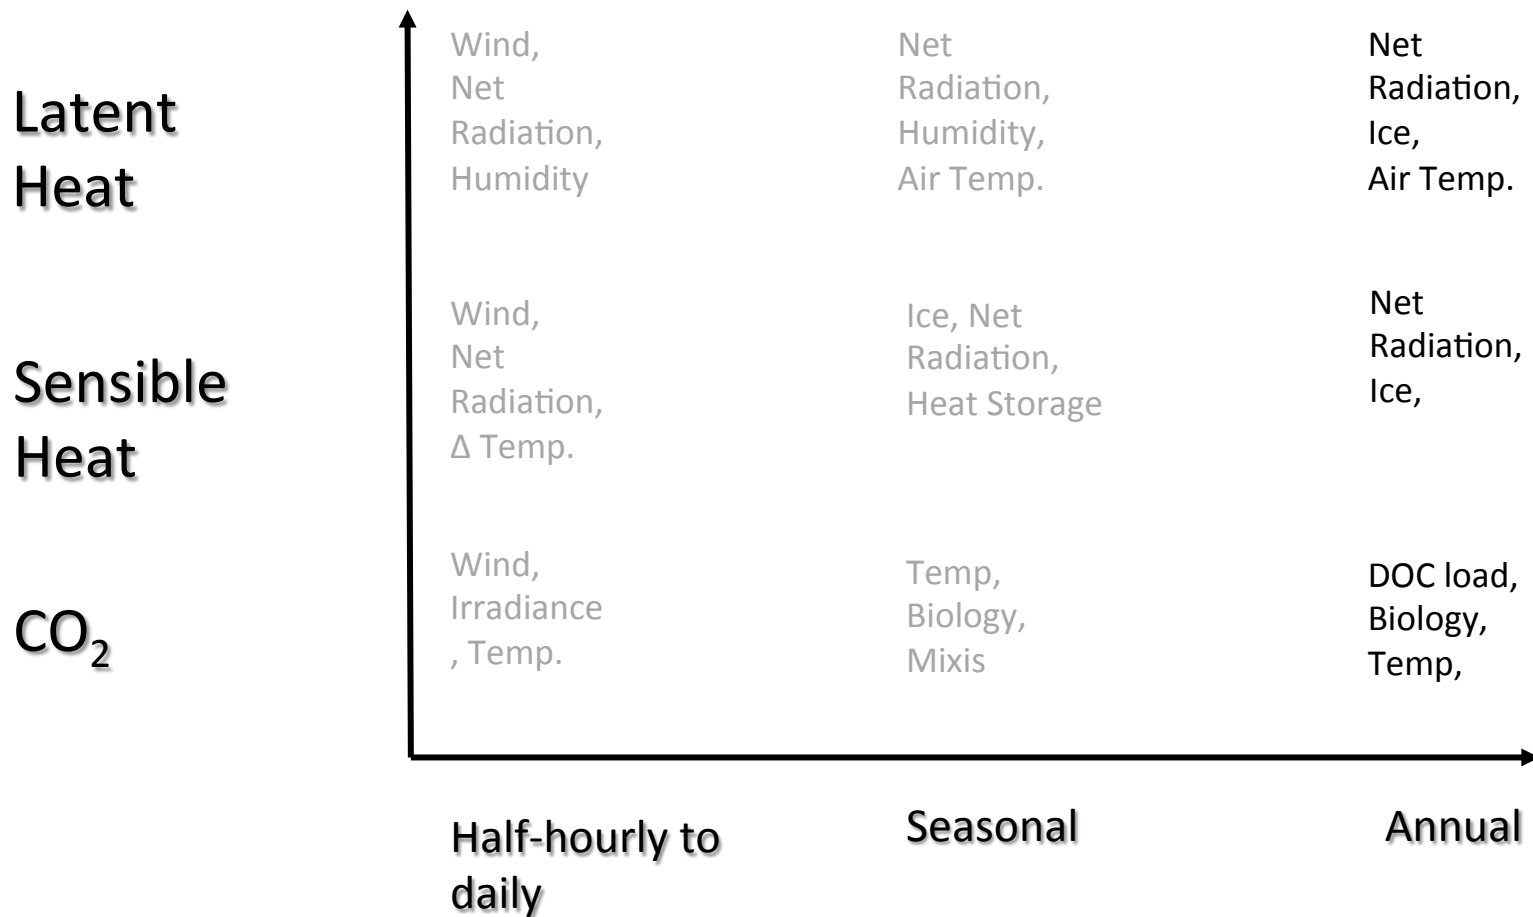 Latent
Heat
Wind,
Net
Radiation,
Humidity
Net
Radiation,
Humidity,
Air Temp.
Net
Radiation,
Ice,
Air Temp.
Sensible
Heat
Wind,
Net
Radiation,
Δ Temp.
Ice, Net
Radiation,
Heat Storage
Net
Radiation,
Ice,
CO₂
Wind,
Irradiance
, Temp.
Temp,
Biology,
Mixis
DOC load,
Biology,
Temp,
Half-hourly to
daily
Seasonal
Annual